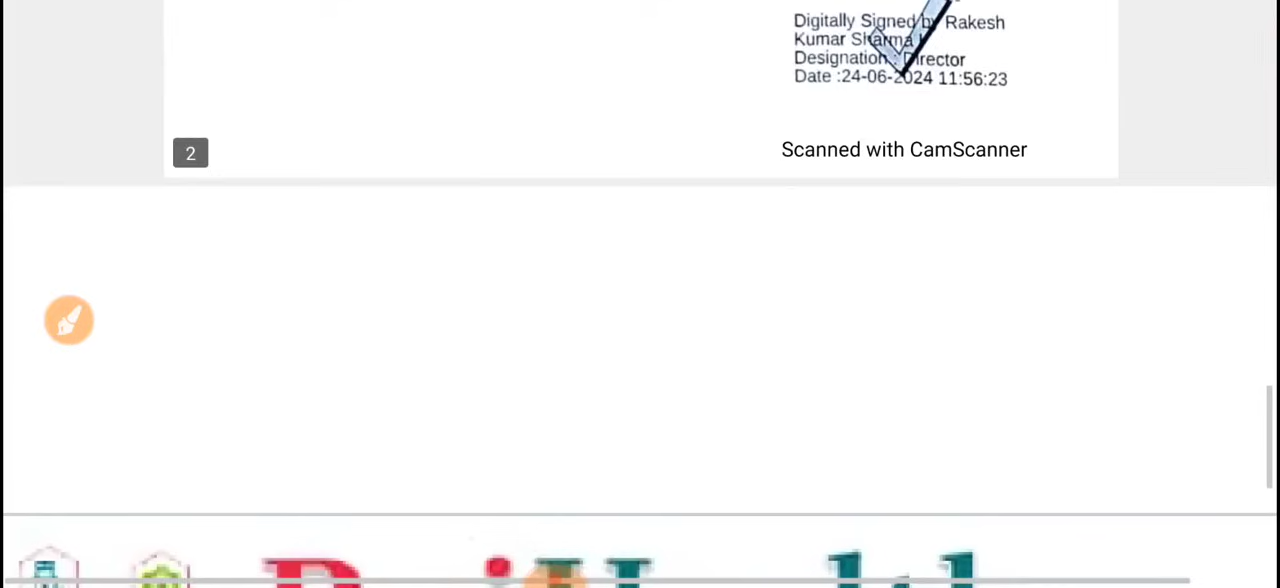 Digitally Signed by Rakesh
Kumar Sharma
Designation : Director
Date :24-06-2024 11:56:23
2
Scanned with CamScanner